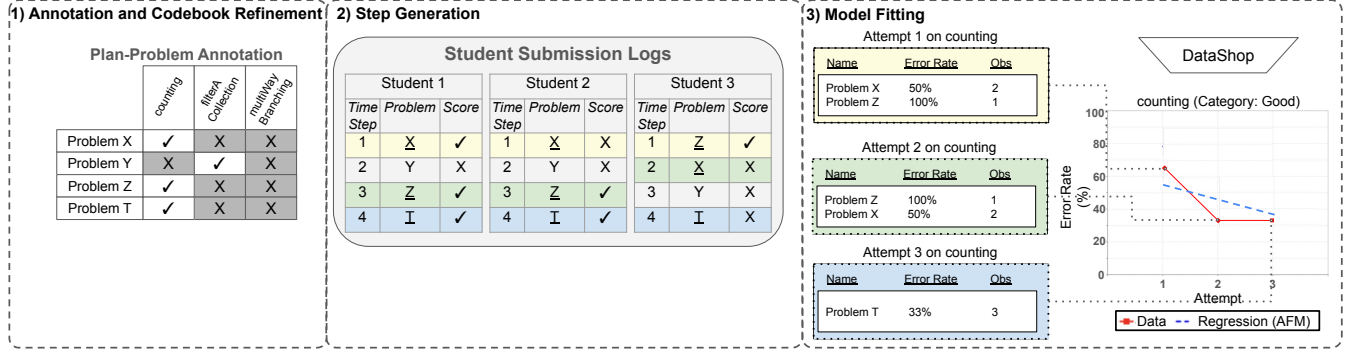 1) Annotation and Codebook Refinement
Plan-Problem Annotation
counting
filterA Collection
multiWay Branching
Problem X ✓ X X
Problem Y X ✓ X
Problem Z ✓ X X
Problem T ✓ X X
2) Step Generation
Student Submission Logs
Student 1 Student 2 Student 3
Time Step Problem Score Time Step Problem Score Time Step Problem Score
1 X ✓ 1 X X 1 Z ✓
2 Y X 2 Y X 2 X X
3 Z ✓ 3 Z ✓ 3 Y X
4 T ✓ 4 T ✓ 4 T X
3) Model Fitting
Attempt 1 on counting
Name Error Rate Obs
Problem X 50% 2
Problem Z 100% 1
Attempt 2 on counting
Name Error Rate Obs
Problem Z 100% 1
Problem X 50% 2
Attempt 3 on counting
Name Error Rate Obs
Problem T 33% 3
DataShop
counting (Category: Good)
100
80
60
40
20
0
Error Rate
(%)
1 2 3
Attempt
Data Regression (AFM)